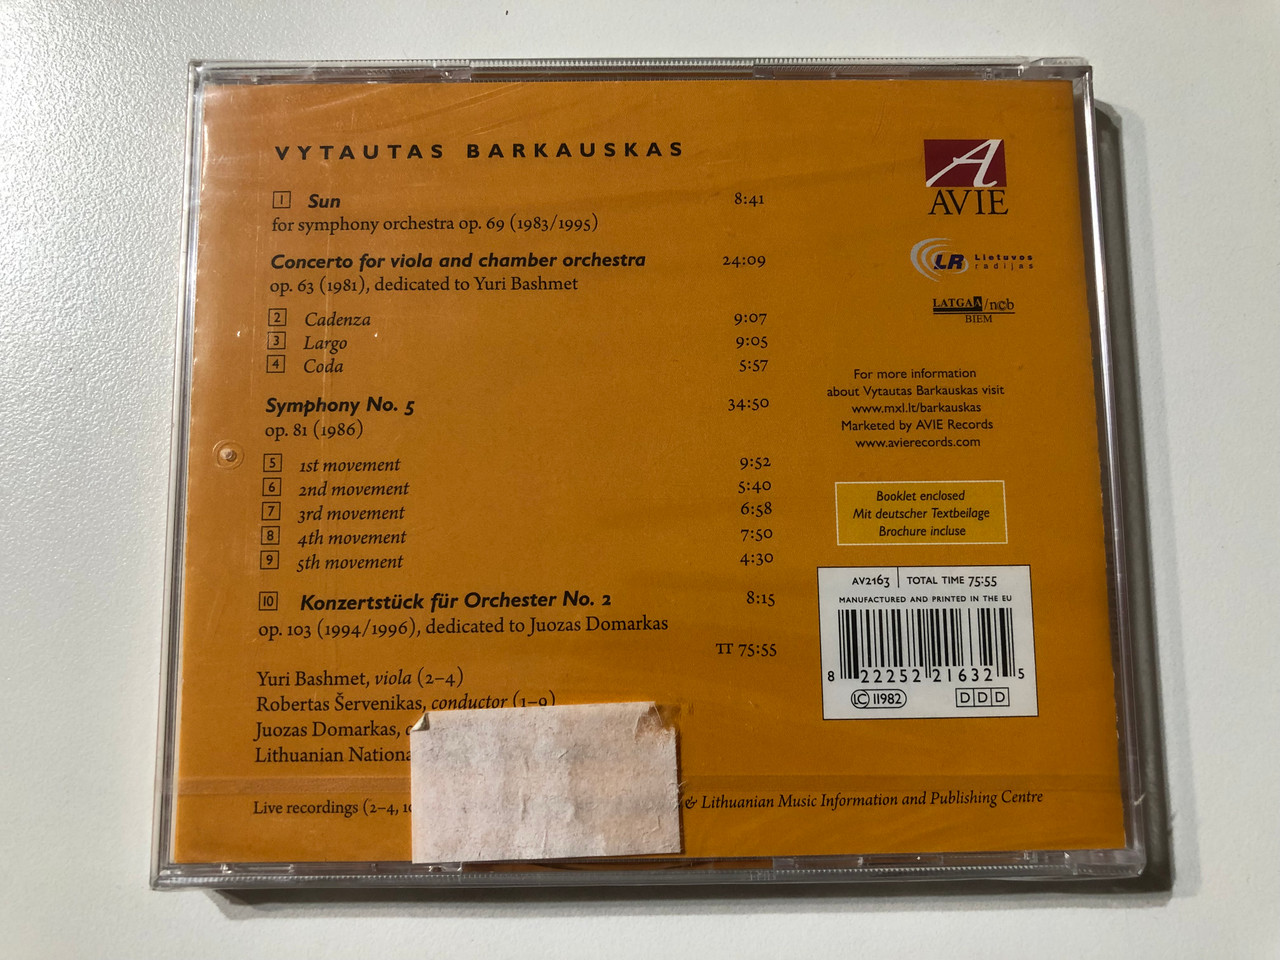 VYTAUTAS BARKAUSKAS
1 Sun 8:41
for symphony orchestra op. 69 (1983/1995)
Concerto for viola and chamber orchestra 24:09
op. 63 (1981), dedicated to Yuri Bashmet
2 Cadenza 9:07
3 Largo 9:05
4 Coda 5:57
Symphony No. 5 34:50
op. 81 (1986)
5 1st movement 9:52
6 2nd movement 5:40
7 3rd movement 6:58
8 4th movement 7:50
9 5th movement 4:30
10 Konzertstück für Orchester No. 2 8:15
op. 103 (1994/1996), dedicated to Juozas Domarkas
TT 75:55
Yuri Bashmet, viola (2–4)
Robertas Šervenikas, conductor (1–9)
Juozas Domarkas,
Lithuanian
Live recordings (2–4,
& Lithuanian Music Information and Publishing Centre
A
AVIE
LR Lietuvos
radijas
LATGAA/ncb
BIEM
For more information
about Vytautas Barkauskas visit
www.mxl.lt/barkauskas
Marketed by AVIE Records
www.avierecords.com
Booklet enclosed
Mit deutscher Textbeilage
Brochure incluse
AV2163 TOTAL TIME 75:55
MANUFACTURED AND PRINTED IN THE EU
8 22252 21632 5
LC 11982 DDD